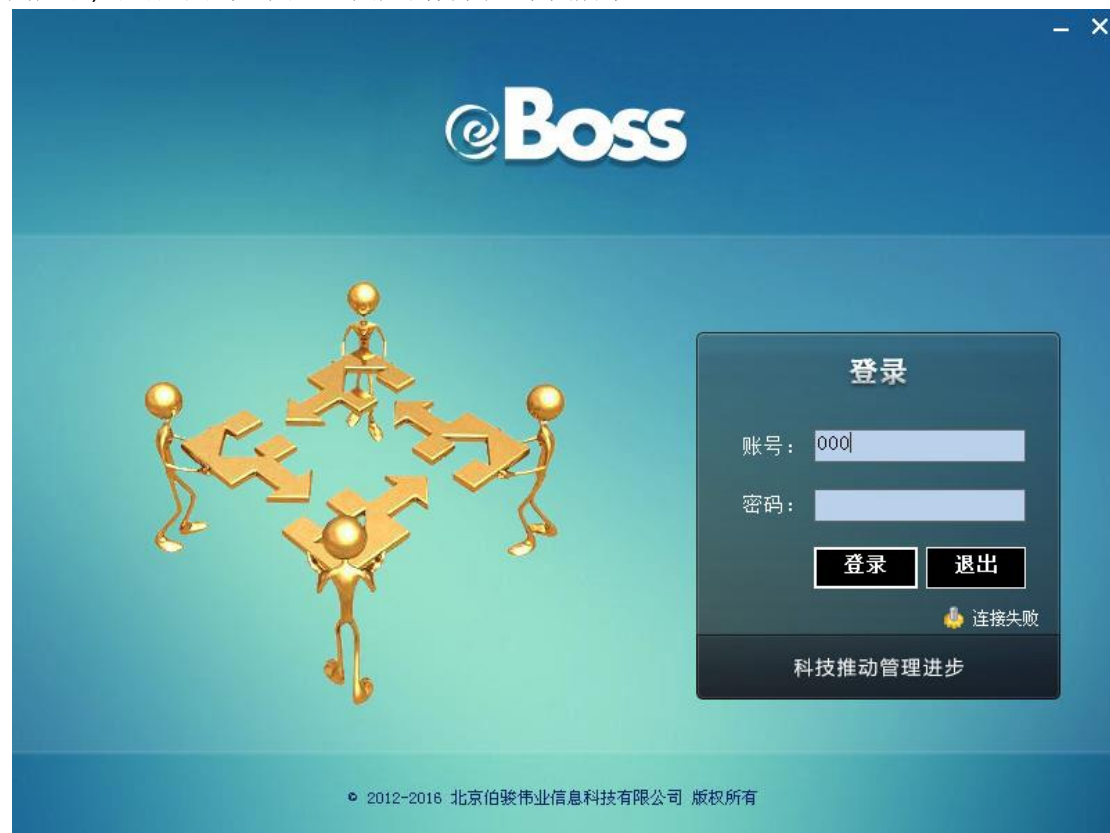 eBoss
登录
账号： 000
密码：
登录 退出
连接失败
科技推动管理进步
© 2012-2016 北京伯骏伟业信息科技有限公司 版权所有